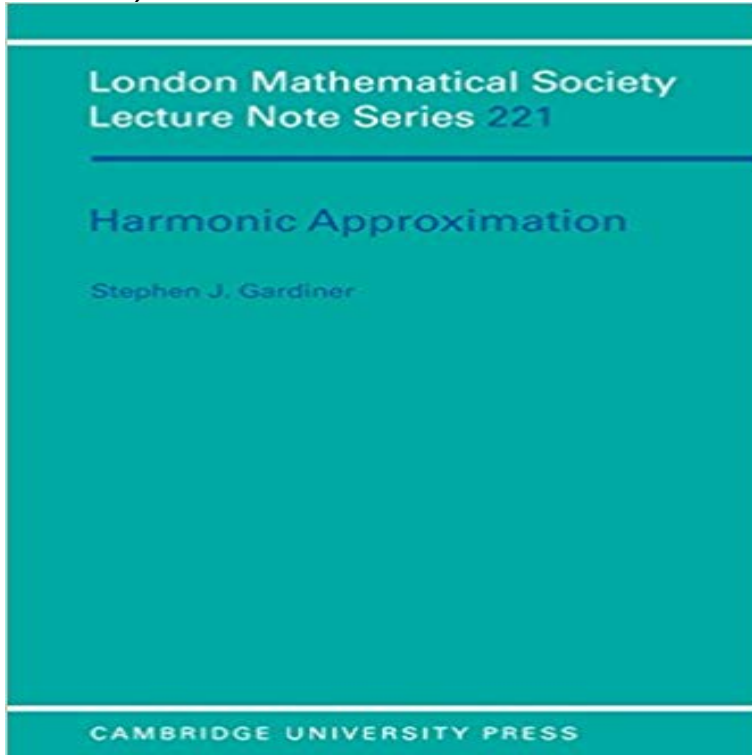 London Mathematical Society
Lecture Note Series 221
Harmonic Approximation
Stephen J. Gardiner
CAMBRIDGE UNIVERSITY PRESS